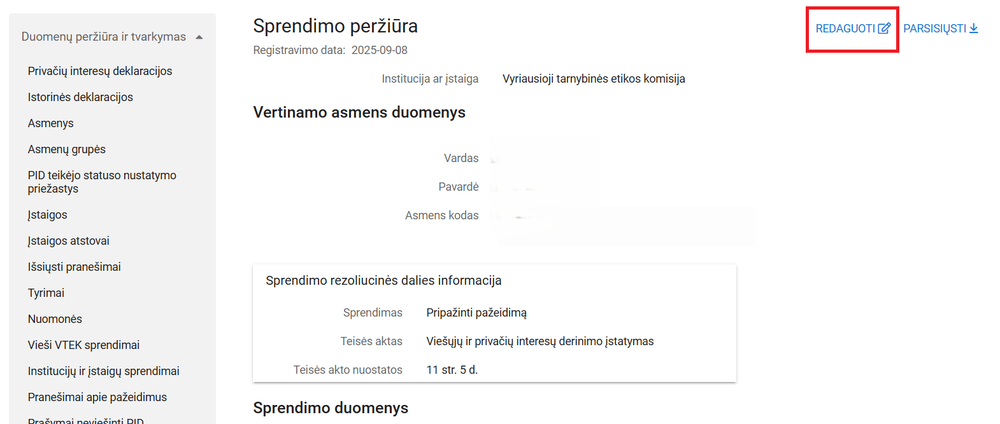 Duomenų peržiūra ir tvarkymas
Privačių interesų deklaracijos
Istorinės deklaracijos
Asmenys
Asmenų grupės
PID teikėjo statuso nustatymo
priežastys
Įstaigos
Įstaigos atstovai
Išsiųsti pranešimai
Tyrimai
Nuomonės
Vieši VTEK sprendimai
Institucijų ir įstaigų sprendimai
Pranešimai apie pažeidimus
Prašymai neviešinti PID
Sprendimo peržiūra
REDAGUOTI PARSISIŲSTI
Registravimo data: 2025-09-08
Institucija ar įstaiga Vyriausioji tarnybinės etikos komisija
Vertinamo asmens duomenys
Vardas
Pavardė
Asmens kodas
Sprendimo rezoliucinės dalies informacija
Sprendimas Pripažinti pažeidimą
Teisės aktas Viešųjų ir privačių interesų derinimo įstatymas
Teisės akto nuostatos 11 str. 5 d.
Sprendimo duomenys